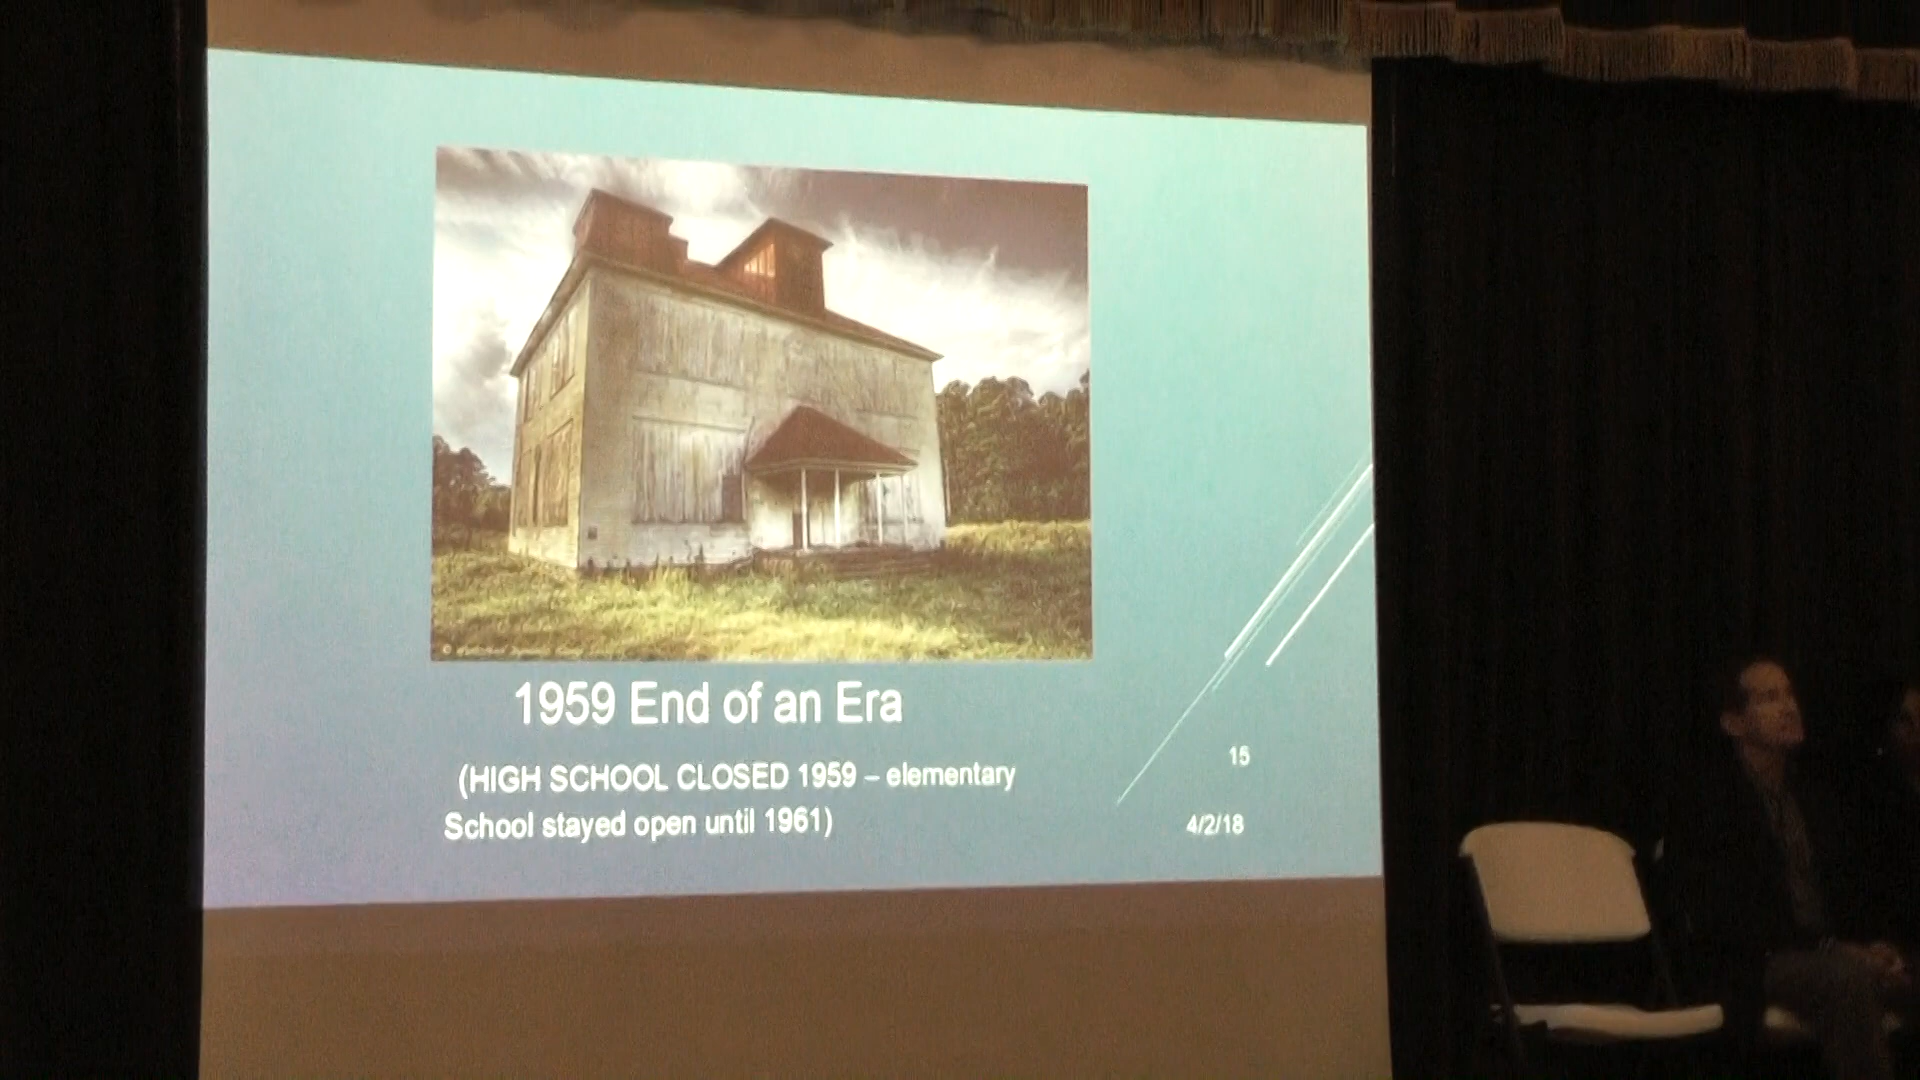 1959 End of an Era
(HIGH SCHOOL CLOSED 1959 – elementary
School stayed open until 1961)
15
4/2/18